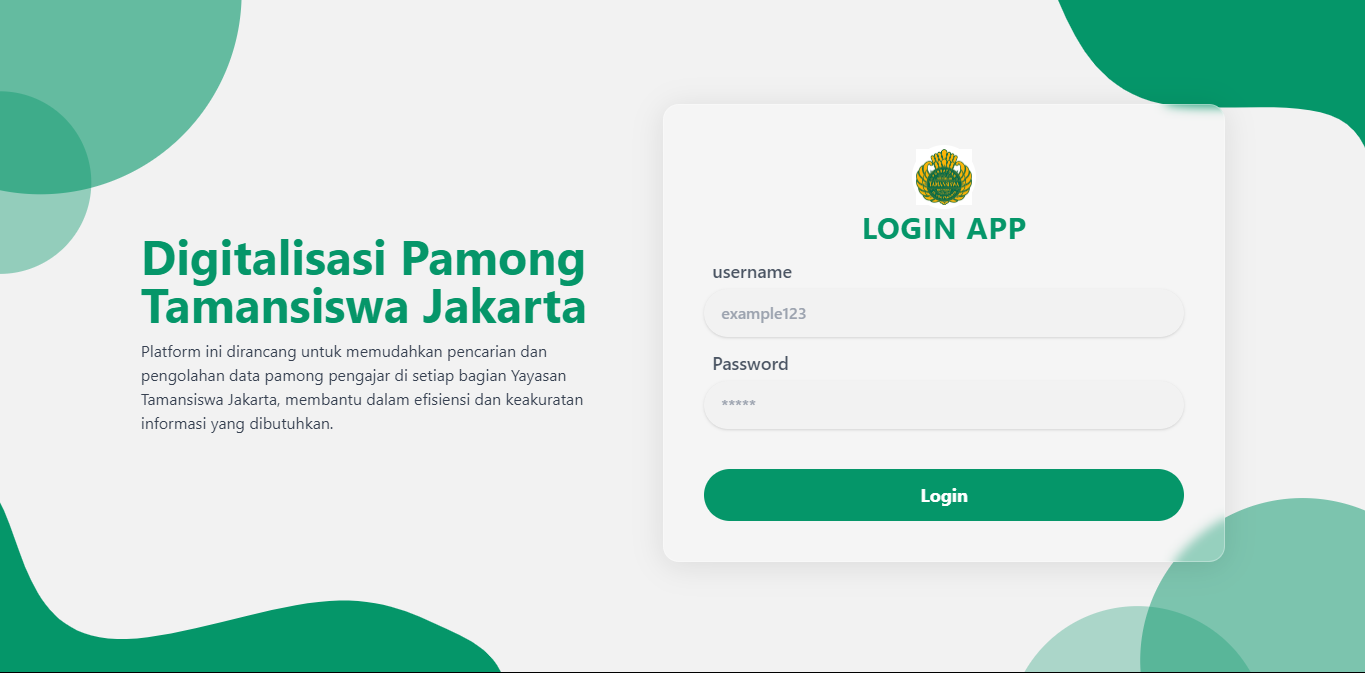 Digitalisasi Pamong
Tamansiswa Jakarta
Platform ini dirancang untuk memudahkan pencarian dan
pengolahan data pamong pengajar di setiap bagian Yayasan
Tamansiswa Jakarta, membantu dalam efisiensi dan keakuratan
informasi yang dibutuhkan.
TAMANSISWA
LOGIN APP
username
example123
Password
*****
Login